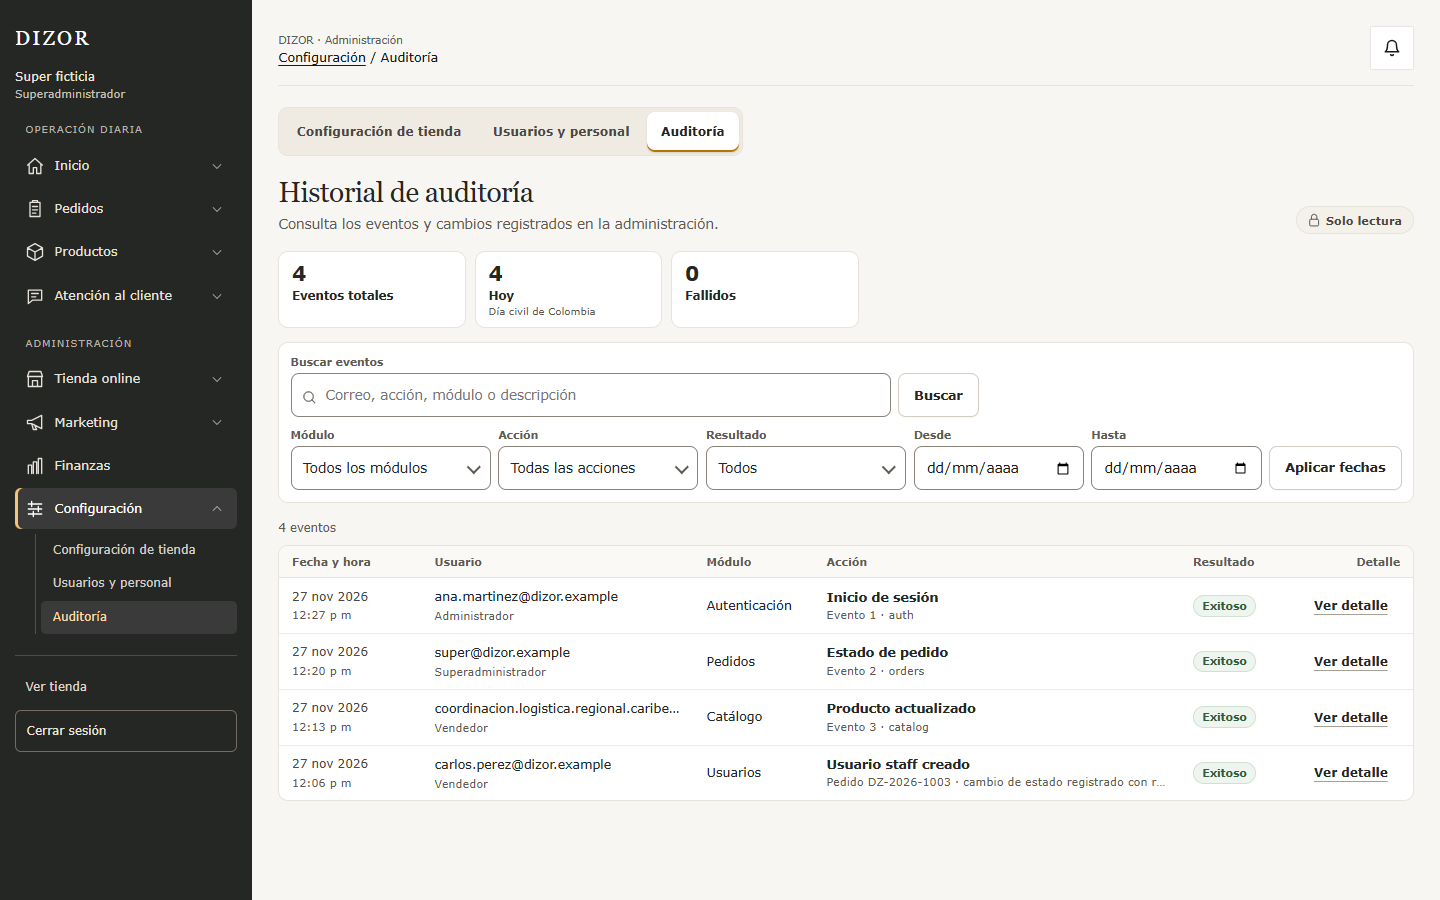 DIZOR
Super ficticia
Superadministrador
OPERACIÓN DIARIA
Inicio
Pedidos
Productos
Atención al cliente
ADMINISTRACIÓN
Tienda online
Marketing
Finanzas
Configuración
Configuración de tienda
Usuarios y personal
Auditoría
Ver tienda
Cerrar sesión
DIZOR · Administración
Configuración / Auditoría
Configuración de tienda Usuarios y personal Auditoría
Historial de auditoría
Consulta los eventos y cambios registrados en la administración.
Solo lectura
4
Eventos totales
4
Hoy
Día civil de Colombia
0
Fallidos
Buscar eventos
Correo, acción, módulo o descripción Buscar
Módulo Acción Resultado Desde Hasta
Todos los módulos Todas las acciones Todos dd/mm/aaaa dd/mm/aaaa Aplicar fechas
4 eventos
Fecha y hora Usuario Módulo Acción Resultado Detalle
27 nov 2026 ana.martinez@dizor.example Autenticación Inicio de sesión Exitoso Ver detalle
12:27 p m Administrador Evento 1 · auth
27 nov 2026 super@dizor.example Pedidos Estado de pedido Exitoso Ver detalle
12:20 p m Superadministrador Evento 2 · orders
27 nov 2026 coordinacion.logistica.regional.caribe... Catálogo Producto actualizado Exitoso Ver detalle
12:13 p m Vendedor Evento 3 · catalog
27 nov 2026 carlos.perez@dizor.example Usuarios Usuario staff creado Exitoso Ver detalle
12:06 p m Vendedor Pedido DZ-2026-1003 · cambio de estado registrado con r...